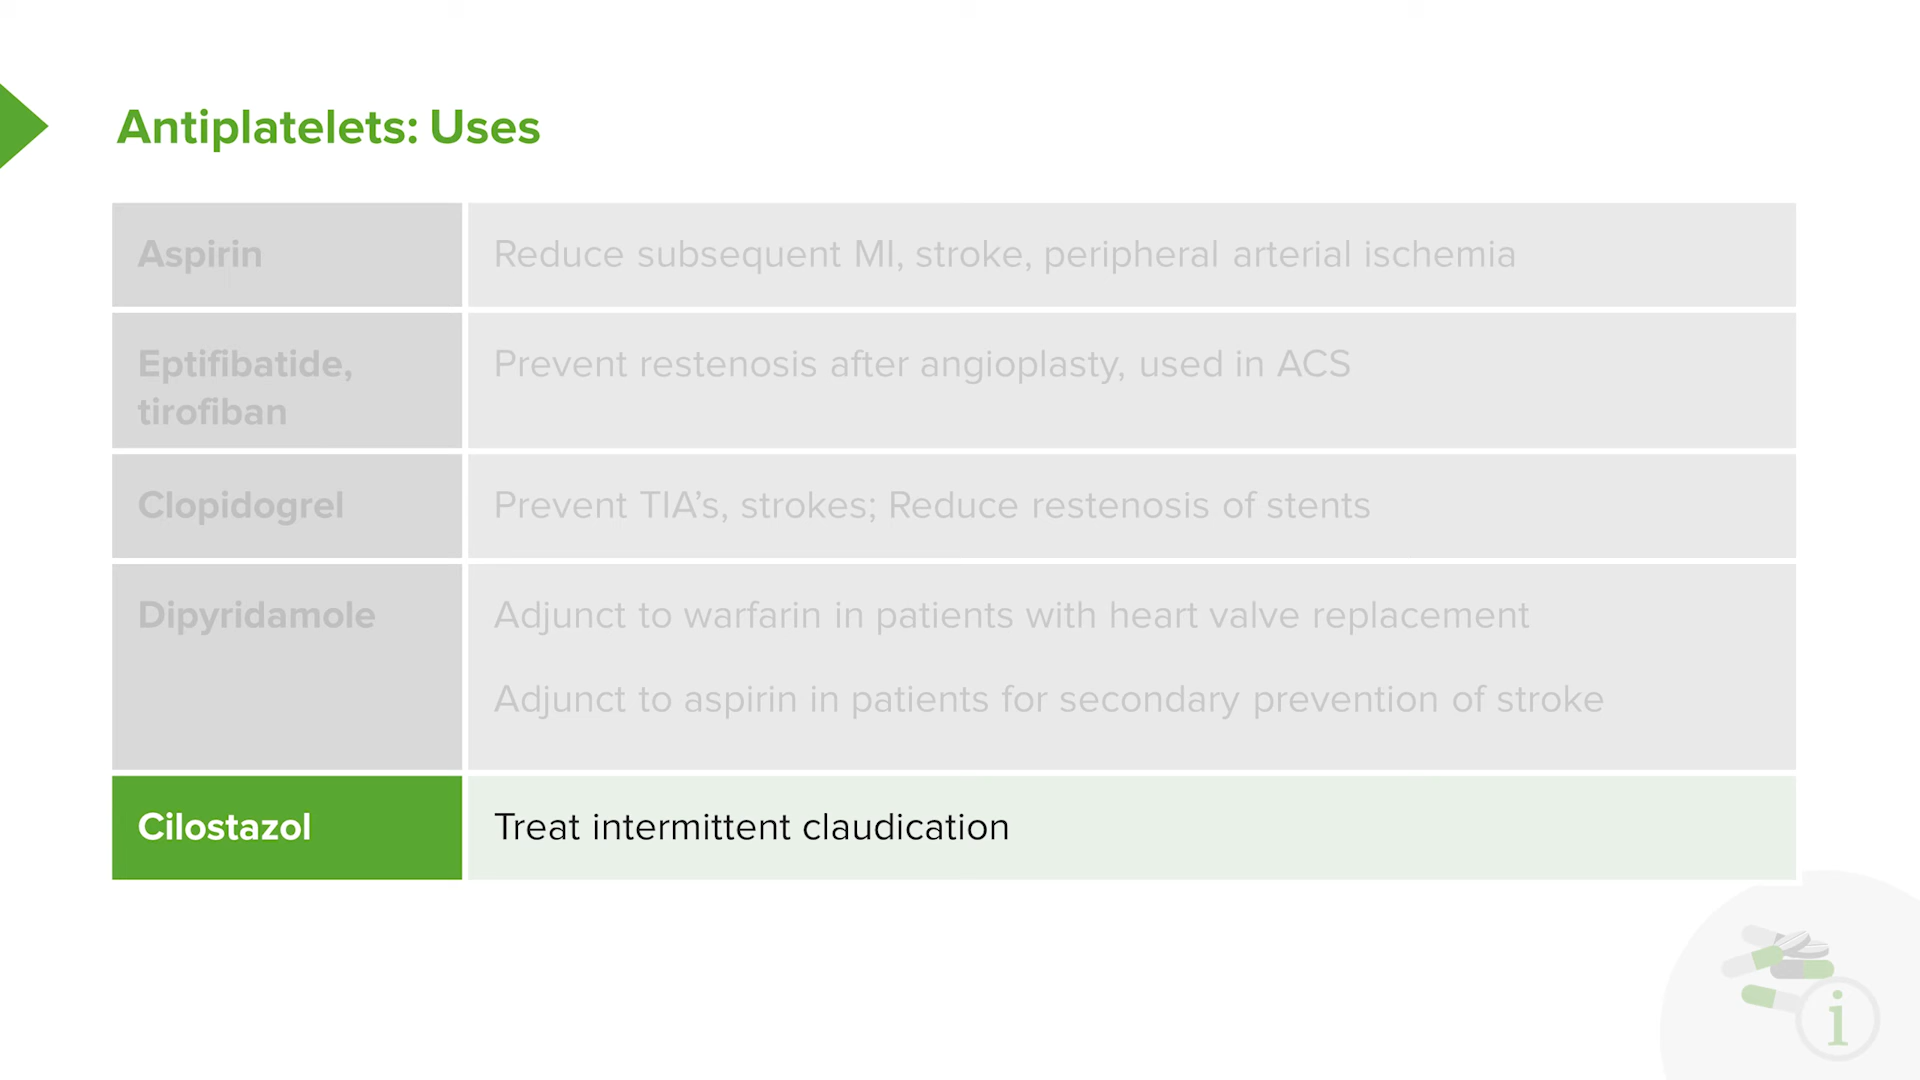 Antiplatelets: Uses
Aspirin
Reduce subsequent MI, stroke, peripheral arterial ischemia
Eptifibatide,
tirofiban
Prevent restenosis after angioplasty, used in ACS
Clopidogrel
Prevent TIA’s, strokes; Reduce restenosis of stents
Dipyridamole
Adjunct to warfarin in patients with heart valve replacement
Adjunct to aspirin in patients for secondary prevention of stroke
Cilostazol
Treat intermittent claudication
i